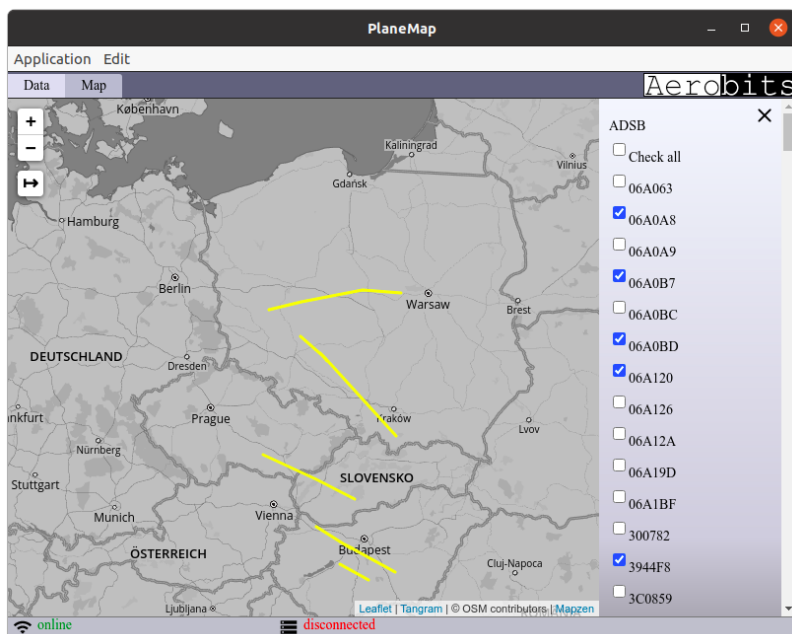 PlaneMap
Application Edit
Data Map
Aerobits
+
−
København
Kaliningrad
Vilnius
Gdańsk
Hamburg
Berlin
Warsaw
Brest
DEUTSCHLAND
Dresden
Prague
Kraków
nkfurt
Lvov
Nürnberg
SLOVENSKO
Stuttgart
Vienna
Munich
Budapest
ÖSTERREICH
Cluj-Napoca
Ljubljana
Leaflet | Tangram | © OSM contributors | Mapzen
ADSB
Check all
06A063
06A0A8
06A0A9
06A0B7
06A0BC
06A0BD
06A120
06A126
06A12A
06A19D
06A1BF
300782
3944F8
3C0859
online
disconnected